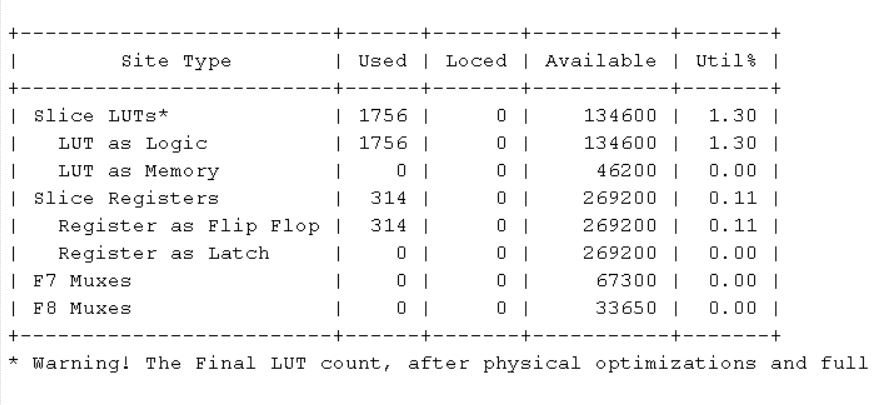 +-------------------------+------+-------+-----------+-------+
|        Site Type        | Used | Loced | Available | Util% |
+-------------------------+------+-------+-----------+-------+
| Slice LUTs*             | 1756 |     0 |    134600 |  1.30 |
|   LUT as Logic          | 1756 |     0 |    134600 |  1.30 |
|   LUT as Memory         |    0 |     0 |     46200 |  0.00 |
| Slice Registers         |  314 |     0 |    269200 |  0.11 |
|   Register as Flip Flop |  314 |     0 |    269200 |  0.11 |
|   Register as Latch     |    0 |     0 |    269200 |  0.00 |
| F7 Muxes                |    0 |     0 |     67300 |  0.00 |
| F8 Muxes                |    0 |     0 |     33650 |  0.00 |
+-------------------------+------+-------+-----------+-------+
* Warning! The Final LUT count, after physical optimizations and full